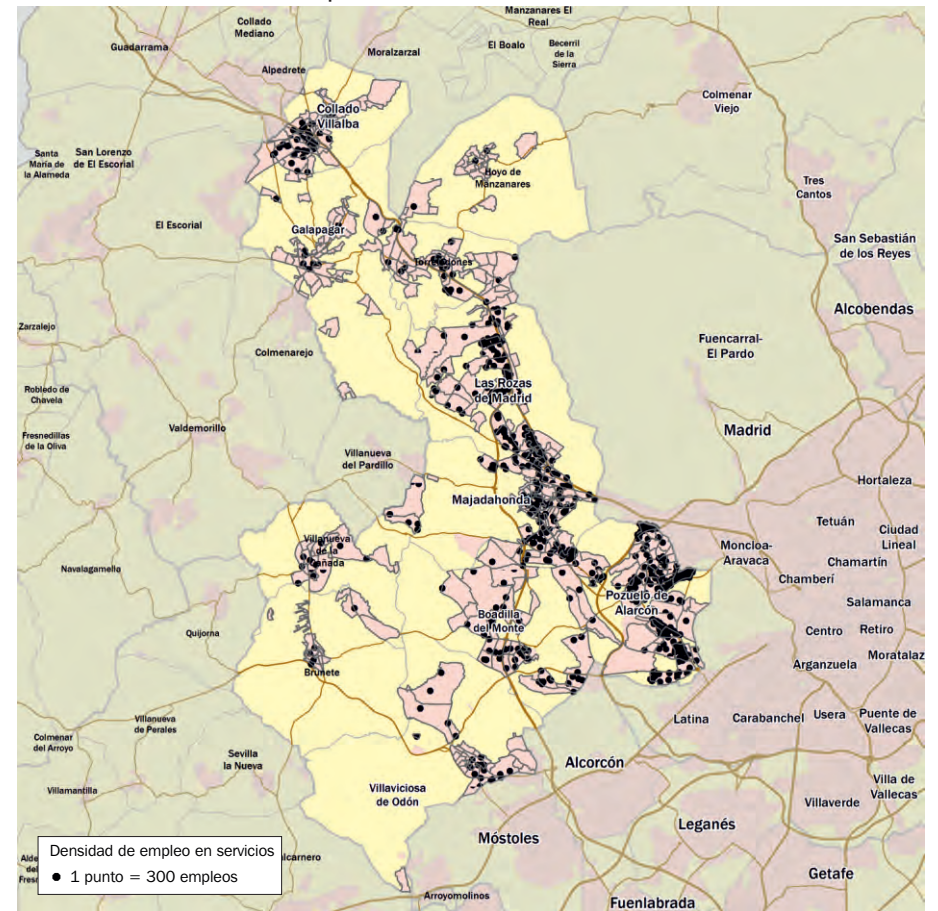 Manzanares El
Real
Collado
Mediano
Guadarrama
Moralzarzal
El Boalo
Becerril
de la
Sierra
Alpedrete
Colmenar
Viejo
Collado
Villalba
Santa
María de
la Alameda
San Lorenzo
de El Escorial
Hoyo de
Manzanares
Tres
Cantos
El Escorial
Galapagar
San Sebastián
de los Reyes
Torrelodones
Alcobendas
Zarzalejo
Fuencarral-
El Pardo
Colmenarejo
Las Rozas
de Madrid
Robledo de
Chavela
Valdemorillo
Madrid
Fresnedillas
de la Oliva
Villanueva
del Pardillo
Hortaleza
Majadahonda
Tetuán
Ciudad
Lineal
Villanueva
de la
Cañada
Moncloa-
Aravaca
Chamartín
Navalagamella
Chamberí
Pozuelo de
Alarcón
Salamanca
Boadilla
del Monte
Quijorna
Centro
Retiro
Moratalaz
Arganzuela
Brunete
Villanueva
de Perales
Latina
Carabanchel
Usera
Puente de
Vallecas
Colmenar
del Arroyo
Sevilla
la Nueva
Alcorcón
Villamantilla
Villaviciosa
de Odón
Villa de
Vallecas
Villaverde
Leganés
Móstoles
Densidad de empleo en servicios
1 punto = 300 empleos
Getafe
Arroyomolinos
Fuenlabrada